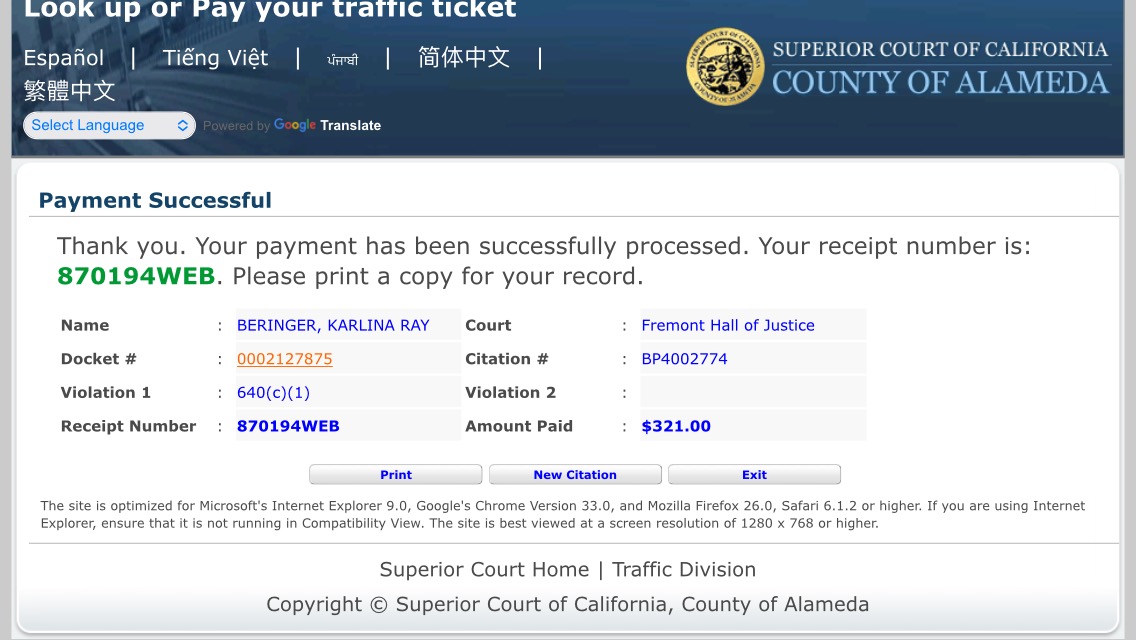 Look up or Pay your traffic ticket
Español | Tiếng Việt | ਪੰਜਾਬੀ | 简体中文 |
繁體中文
Select Language Powered by Google Translate
SUPERIOR COURT OF CALIFORNIA
COUNTY OF ALAMEDA
Payment Successful
Thank you. Your payment has been successfully processed. Your receipt number is:
870194WEB. Please print a copy for your record.
Name : BERINGER, KARLINA RAY Court : Fremont Hall of Justice
Docket # : 0002127875 Citation # : BP4002774
Violation 1 : 640(c)(1) Violation 2 :
Receipt Number : 870194WEB Amount Paid : $321.00
Print New Citation Exit
The site is optimized for Microsoft's Internet Explorer 9.0, Google's Chrome Version 33.0, and Mozilla Firefox 26.0, Safari 6.1.2 or higher. If you are using Internet
Explorer, ensure that it is not running in Compatibility View. The site is best viewed at a screen resolution of 1280 x 768 or higher.
Superior Court Home | Traffic Division
Copyright © Superior Court of California, County of Alameda